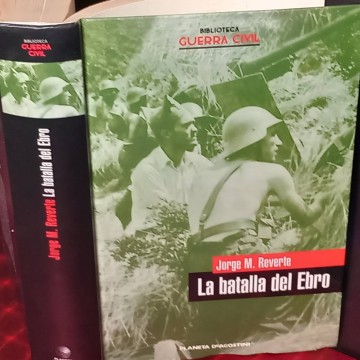 BIBLIOTECA
GUERRA CIVIL
Jorge M. Reverte La batalla del Ebro
BIBLIOTECA
GUERRA CIVIL
Jorge M. Reverte
La batalla del Ebro
PLANETA DEAGOSTINI